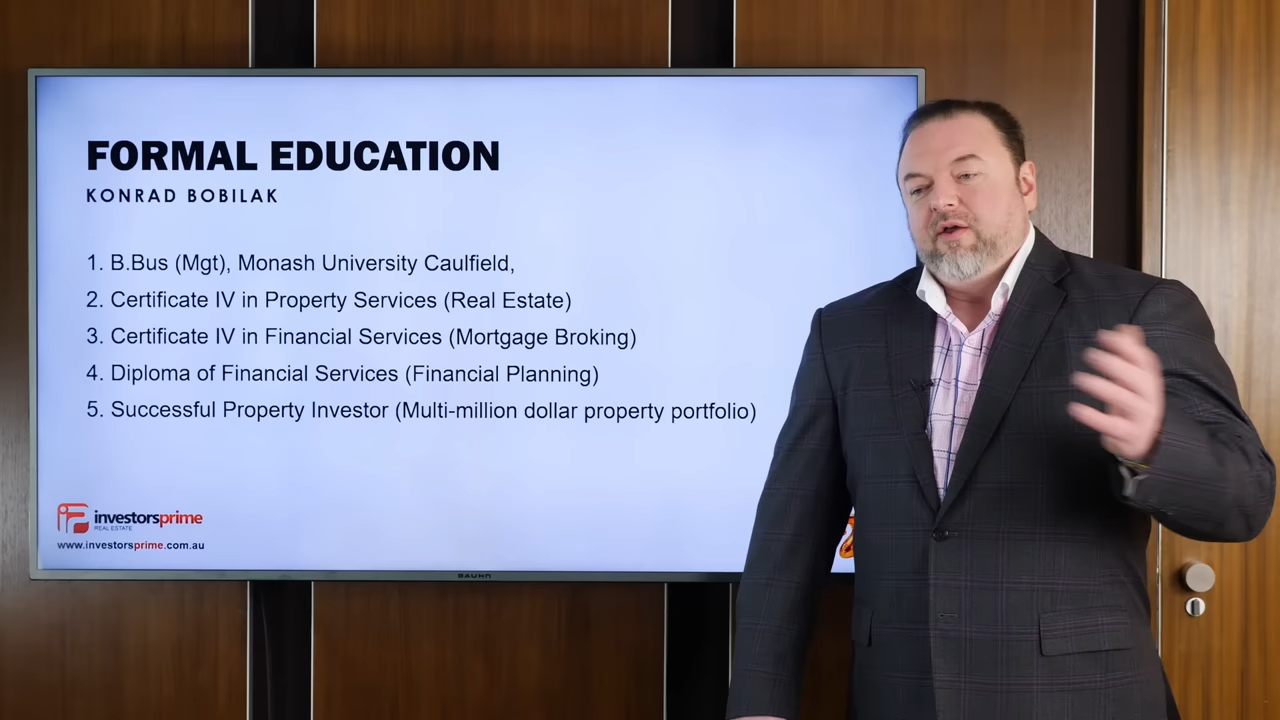 FORMAL EDUCATION
KONRAD BOBILAK
1. B.Bus (Mgt), Monash University Caulfield,
2. Certificate IV in Property Services (Real Estate)
3. Certificate IV in Financial Services (Mortgage Broking)
4. Diploma of Financial Services (Financial Planning)
5. Successful Property Investor (Multi-million dollar property portfolio)
investorsprime
REAL ESTATE
www.investorsprime.com.au
BAUHN